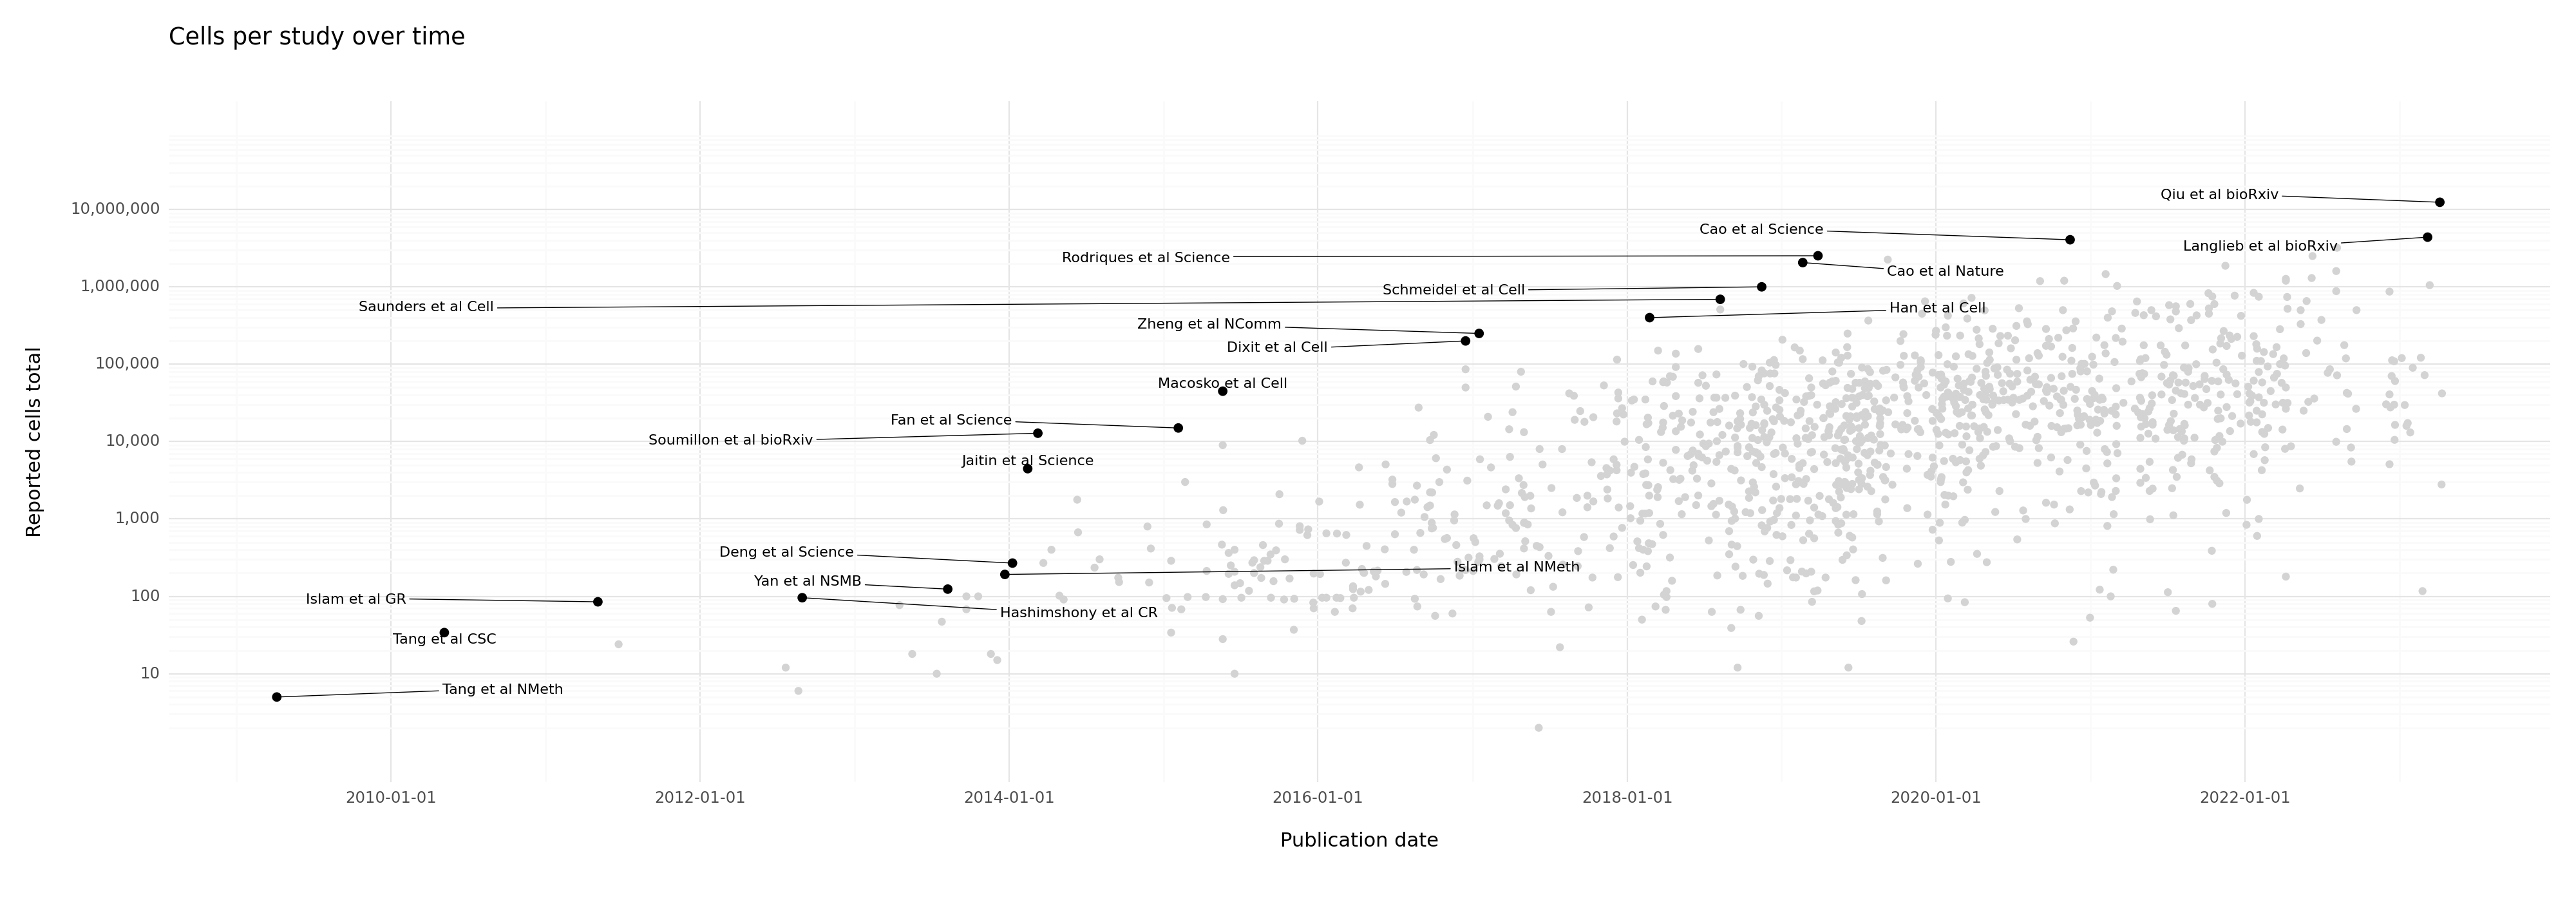 Cells per study over time
Reported cells total
10,000,000
1,000,000
100,000
10,000
1,000
100
10
Qiu et al bioRxiv
Cao et al Science
Langlieb et al bioRxiv
Rodriques et al Science
Cao et al Nature
Schmeidel et al Cell
Saunders et al Cell
Han et al Cell
Zheng et al NComm
Dixit et al Cell
Macosko et al Cell
Fan et al Science
Soumillon et al bioRxiv
Jaitin et al Science
Deng et al Science
Islam et al NMeth
Yan et al NSMB
Islam et al GR
Hashimshony et al CR
Tang et al CSC
Tang et al NMeth
2010-01-01
2012-01-01
2014-01-01
2016-01-01
2018-01-01
2020-01-01
2022-01-01
Publication date